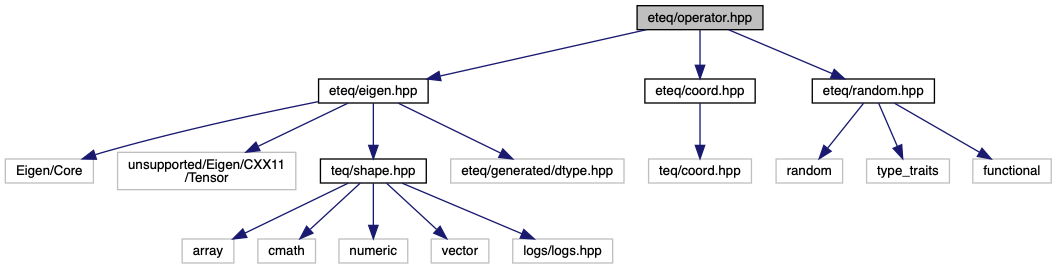 eteq/operator.hpp
eteq/eigen.hpp
eteq/coord.hpp
eteq/random.hpp
Eigen/Core
unsupported/Eigen/CXX11
/Tensor
teq/shape.hpp
eteq/generated/dtype.hpp
teq/coord.hpp
random
type_traits
functional
array
cmath
numeric
vector
logs/logs.hpp